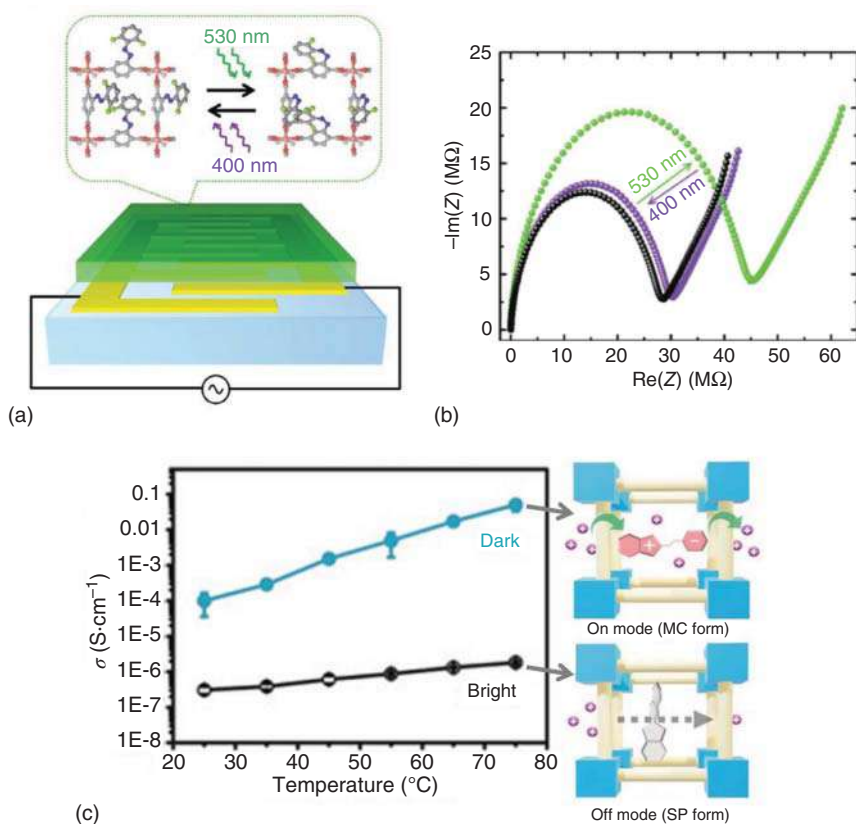 530 nm
400 nm
(a)
25
20
15
10
5
0
−Im(Z) (MΩ)
530 nm
400 nm
0 10 20 30 40 50 60
Re(Z) (MΩ)
(b)
0.1
0.01
1E-3
1E-4
1E-5
1E-6
1E-7
1E-8
σ (S·cm⁻¹)
Dark
Bright
20 30 40 50 60 70 80
Temperature (°C)
On mode (MC form)
Off mode (SP form)
(c)